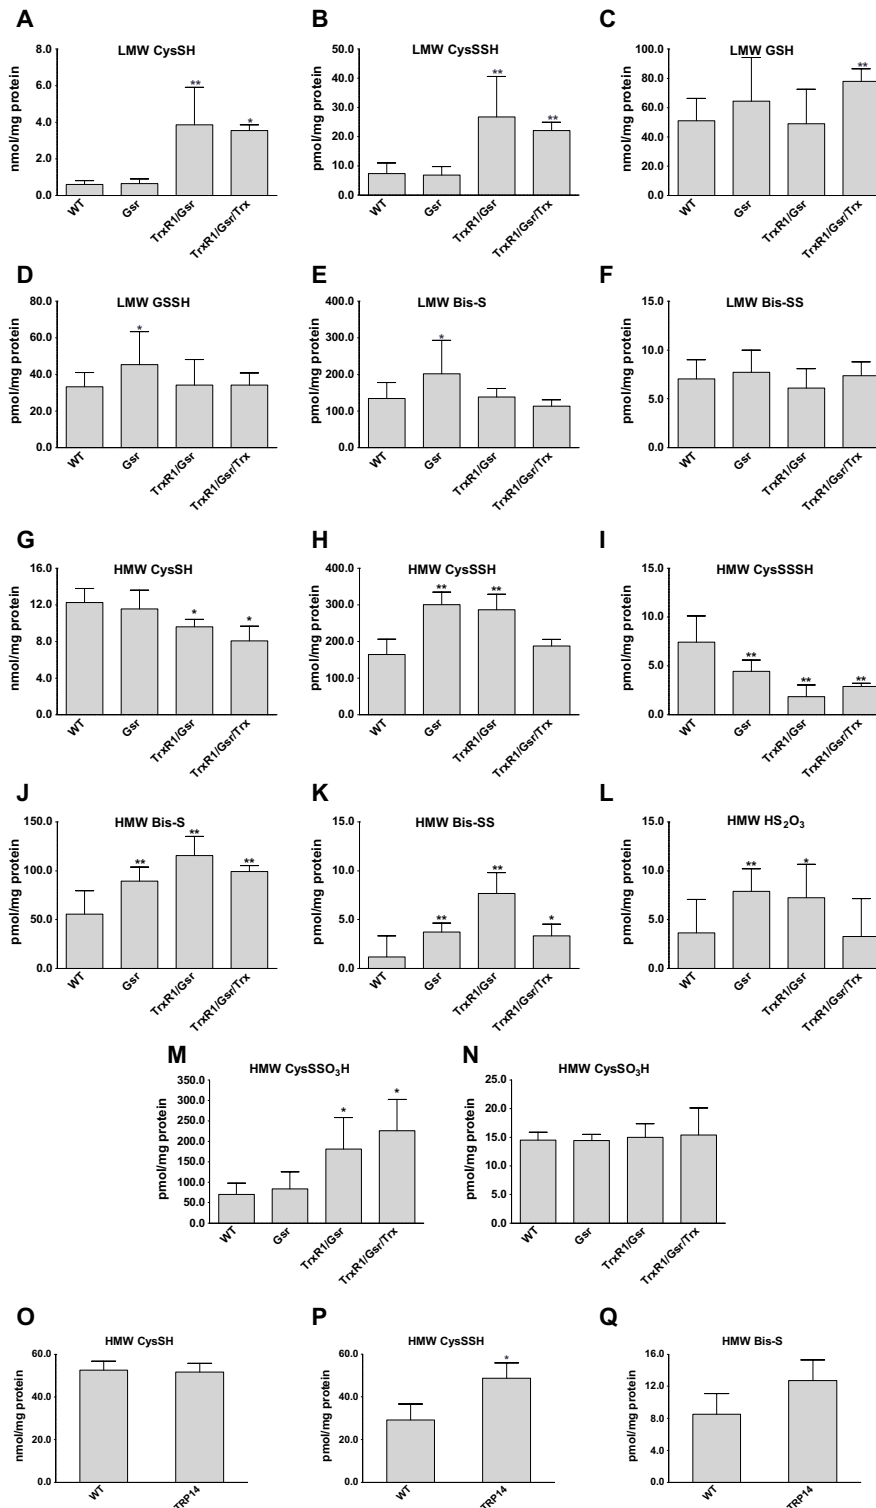 A B C
LMW CysSH LMW CysSSH LMW GSH
nmol/mg protein 8.0 6.0 4.0 2.0 0.0 ** *
WT Gsr TrxR1/Gsr TrxR1/Gsr/Trx
pmol/mg protein 50.0 40.0 30.0 20.0 10.0 0.0 ** **
WT Gsr TrxR1/Gsr TrxR1/Gsr/Trx
nmol/mg protein 100.0 80.0 60.0 40.0 20.0 0.0 **
WT Gsr TrxR1/Gsr TrxR1/Gsr/Trx
D E F
LMW GSSH LMW Bis-S LMW Bis-SS
pmol/mg protein 80.0 60.0 40.0 20.0 0.0 *
WT Gsr TrxR1/Gsr TrxR1/Gsr/Trx
pmol/mg protein 400.0 300.0 200.0 100.0 0.0 *
WT Gsr TrxR1/Gsr TrxR1/Gsr/Trx
pmol/mg protein 15.0 10.0 5.0 0.0
WT Gsr TrxR1/Gsr TrxR1/Gsr/Trx
G H I
HMW CysSH HMW CysSSH HMW CysSSSH
nmol/mg protein 16.0 12.0 8.0 4.0 0.0 * *
WT Gsr TrxR1/Gsr TrxR1/Gsr/Trx
pmol/mg protein 400.0 300.0 200.0 100.0 0.0 ** **
WT Gsr TrxR1/Gsr TrxR1/Gsr/Trx
pmol/mg protein 15.0 10.0 5.0 0.0 ** ** **
WT Gsr TrxR1/Gsr TrxR1/Gsr/Trx
J K L
HMW Bis-S HMW Bis-SS HMW HS2O3
pmol/mg protein 150.0 100.0 50.0 0.0 ** ** **
WT Gsr TrxR1/Gsr TrxR1/Gsr/Trx
pmol/mg protein 15.0 10.0 5.0 0.0 ** ** *
WT Gsr TrxR1/Gsr TrxR1/Gsr/Trx
pmol/mg protein 15.0 10.0 5.0 0.0 ** *
WT Gsr TrxR1/Gsr TrxR1/Gsr/Trx
M N
HMW CysSSO3H HMW CysSO3H
pmol/mg protein 350.0 300.0 250.0 200.0 150.0 100.0 50.0 0.0 * *
WT Gsr TrxR1/Gsr TrxR1/Gsr/Trx
pmol/mg protein 25.0 20.0 15.0 10.0 5.0 0.0
WT Gsr TrxR1/Gsr TrxR1/Gsr/Trx
O P Q
HMW CysSH HMW CysSSH HMW Bis-S
nmol/mg protein 60.0 40.0 20.0 0.0
WT TRP14
pmol/mg protein 60.0 40.0 20.0 0.0 *
WT TRP14
pmol/mg protein 16.0 12.0 8.0 4.0 0.0
WT TRP14